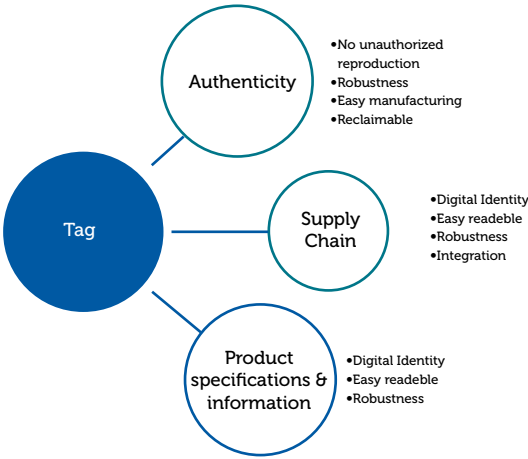 Tag
Authenticity
•No unauthorized
reproduction
•Robustness
•Easy manufacturing
•Reclaimable
Supply
Chain
•Digital Identity
•Easy readeble
•Robustness
•Integration
Product
specifications &
information
•Digital Identity
•Easy readeble
•Robustness